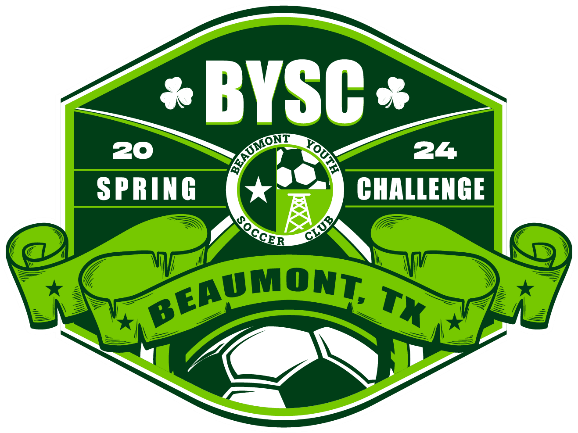 BYSC
20 24
SPRING CHALLENGE
BEAUMONT YOUTH
SOCCER CLUB
BEAUMONT, TX